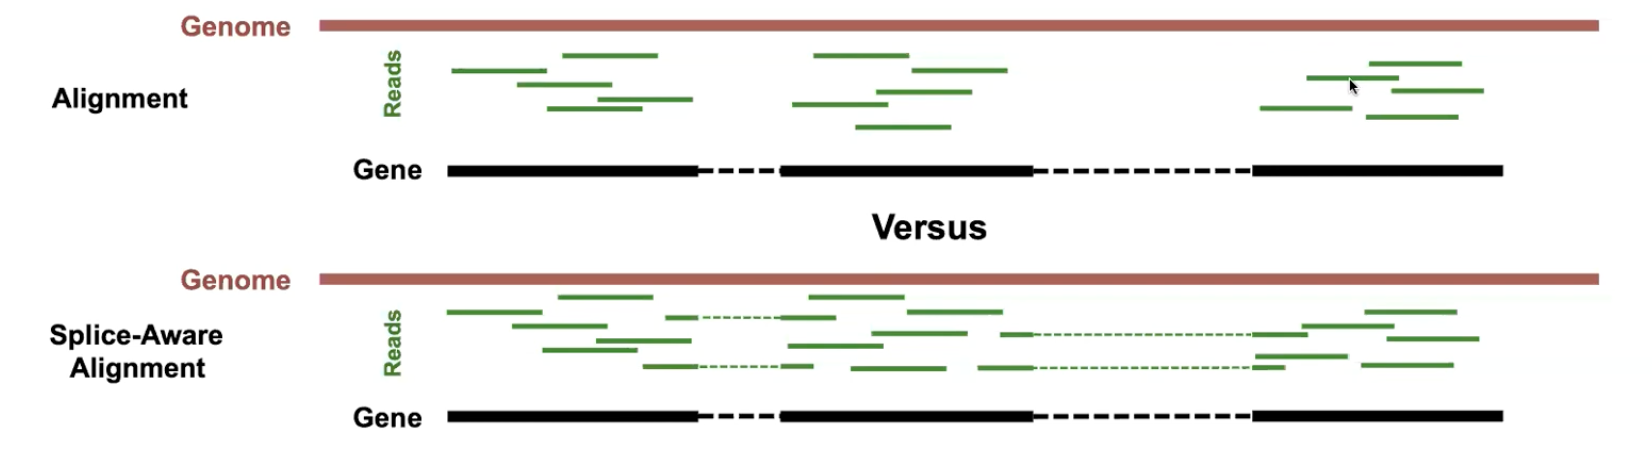 Genome
Reads
Alignment
Gene
Versus
Genome
Reads
Splice-Aware
Alignment
Gene